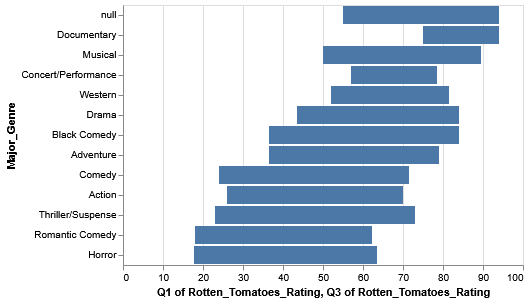 null
Documentary
Musical
Concert/Performance
Western
Drama
Black Comedy
Adventure
Comedy
Action
Thriller/Suspense
Romantic Comedy
Horror
Major_Genre
0 10 20 30 40 50 60 70 80 90 100
Q1 of Rotten_Tomatoes_Rating, Q3 of Rotten_Tomatoes_Rating